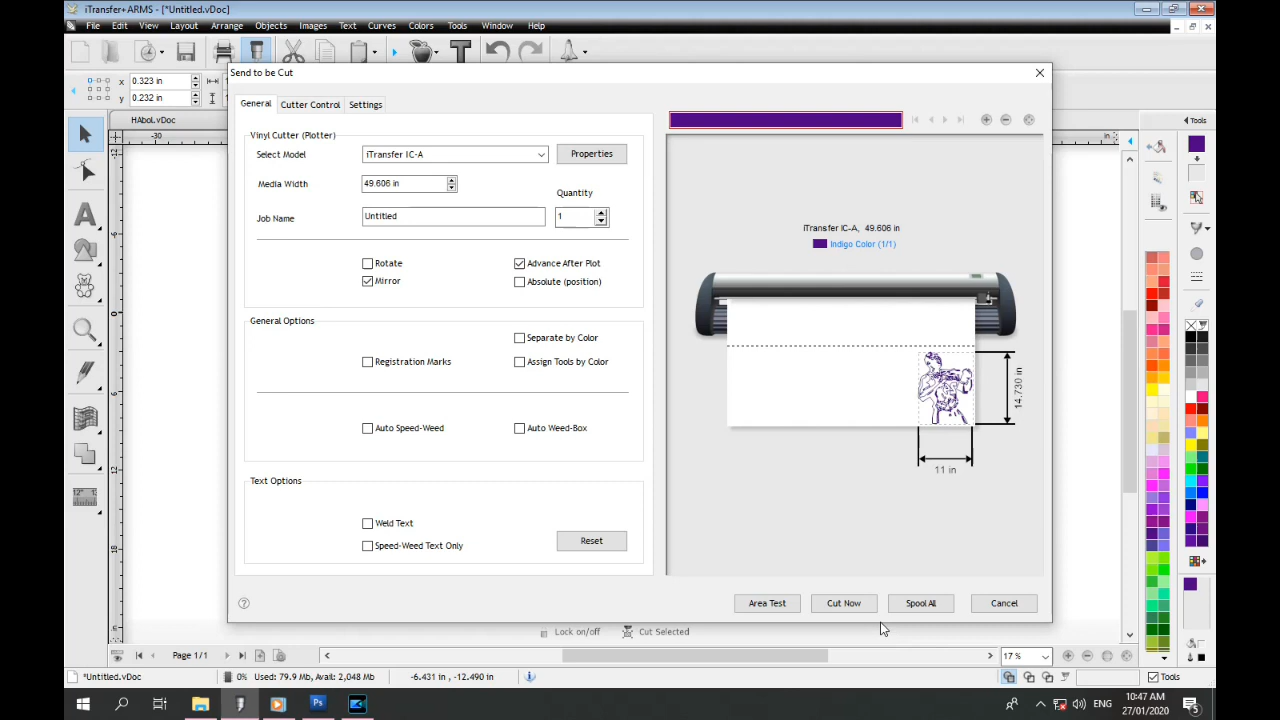 iTransfer+ARMS - [*Untitled.vDoc]
File Edit View Layout Arrange Objects Images Text Curves Colors Tools Window Help
x 0.323 in
y 0.232 in
HAbol.vDoc
Tools
-30
in
Send to be Cut
General Cutter Control Settings
Vinyl Cutter (Plotter)
Select Model iTransfer IC-A Properties
Media Width 49.606 in
Quantity
Job Name Untitled 1
Rotate Advance After Plot
Mirror Absolute (position)
General Options
Separate by Color
Registration Marks Assign Tools by Color
Auto Speed-Weed Auto Weed-Box
Text Options
Weld Text
Speed-Weed Text Only Reset
iTransfer IC-A, 49.606 in
Indigo Color (1/1)
14.730 in
11 in
Area Test Cut Now Spool All Cancel
Lock on/off Cut Selected
Page 1/1 17 %
*Untitled.vDoc 0% Used: 79.9 Mb, Avail: 2,048 Mb -6.431 in , -12.490 in Tools
ENG 10:47 AM
27/01/2020
5